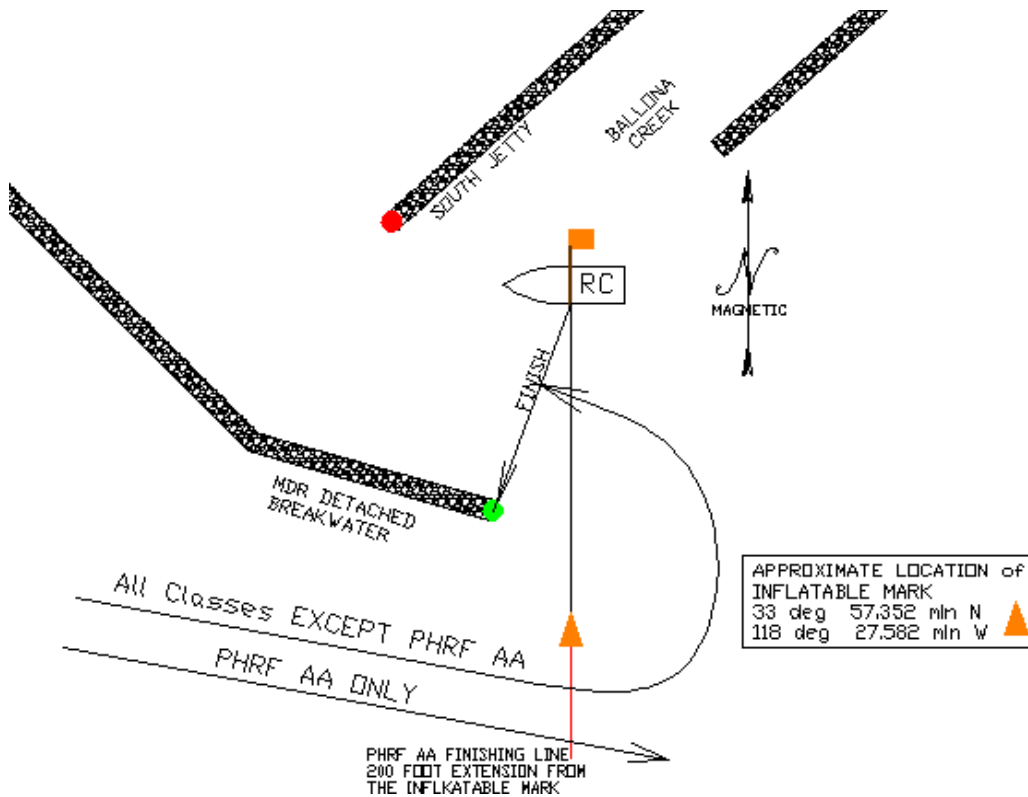 BALLONA
CREEK
SOUTH JETTY
RC
N
MAGNETIC
FINISH
MDR DETACHED
BREAKWATER
APPROXIMATE LOCATION of
INFLATABLE MARK
33 deg 57.352 min N
118 deg 27.582 min W
All Classes EXCEPT PHRF AA
PHRF AA ONLY
PHRF AA FINISHING LINE
200 FOOT EXTENSION FROM
THE INFLKATABLE MARK